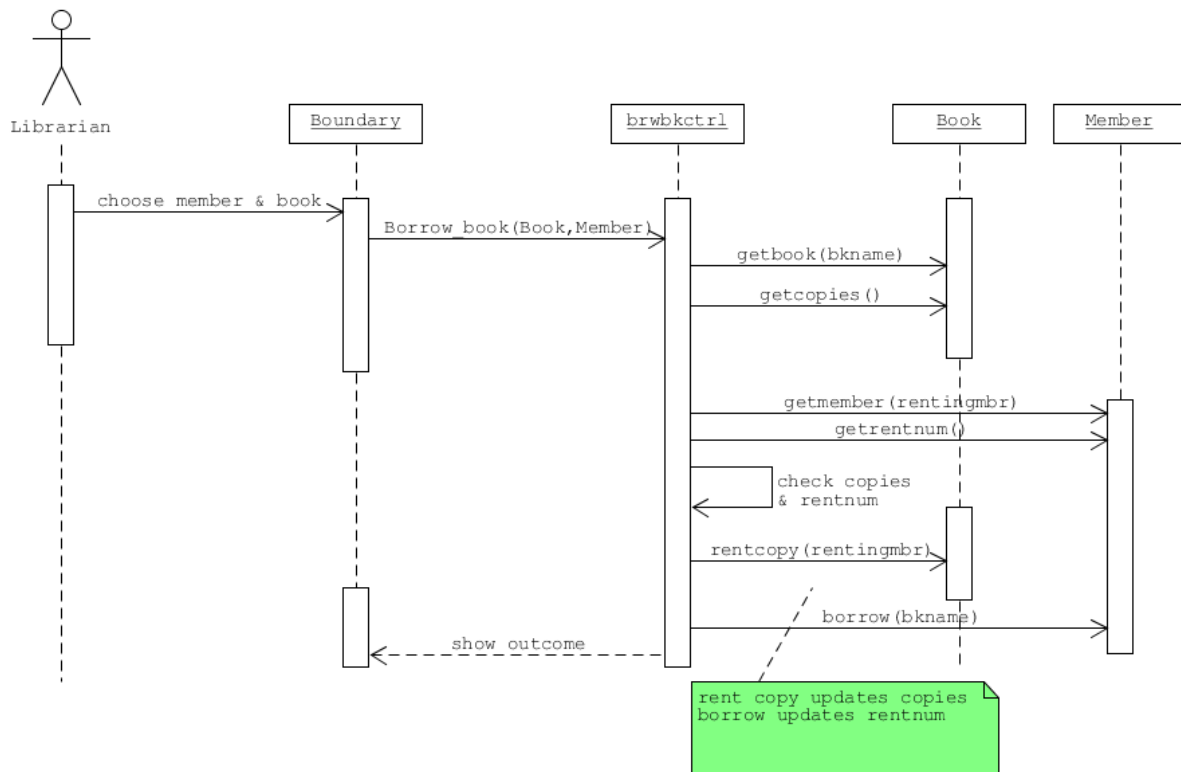 Librarian
Boundary
brwbkctrl
Book
Member
choose member & book
Borrow_book(Book,Member)
getbook(bkname)
getcopies()
getmember(rentingmbr)
getrentnum()
check copies
& rentnum
rentcopy(rentingmbr)
borrow(bkname)
show outcome
rent copy updates copies
borrow updates rentnum